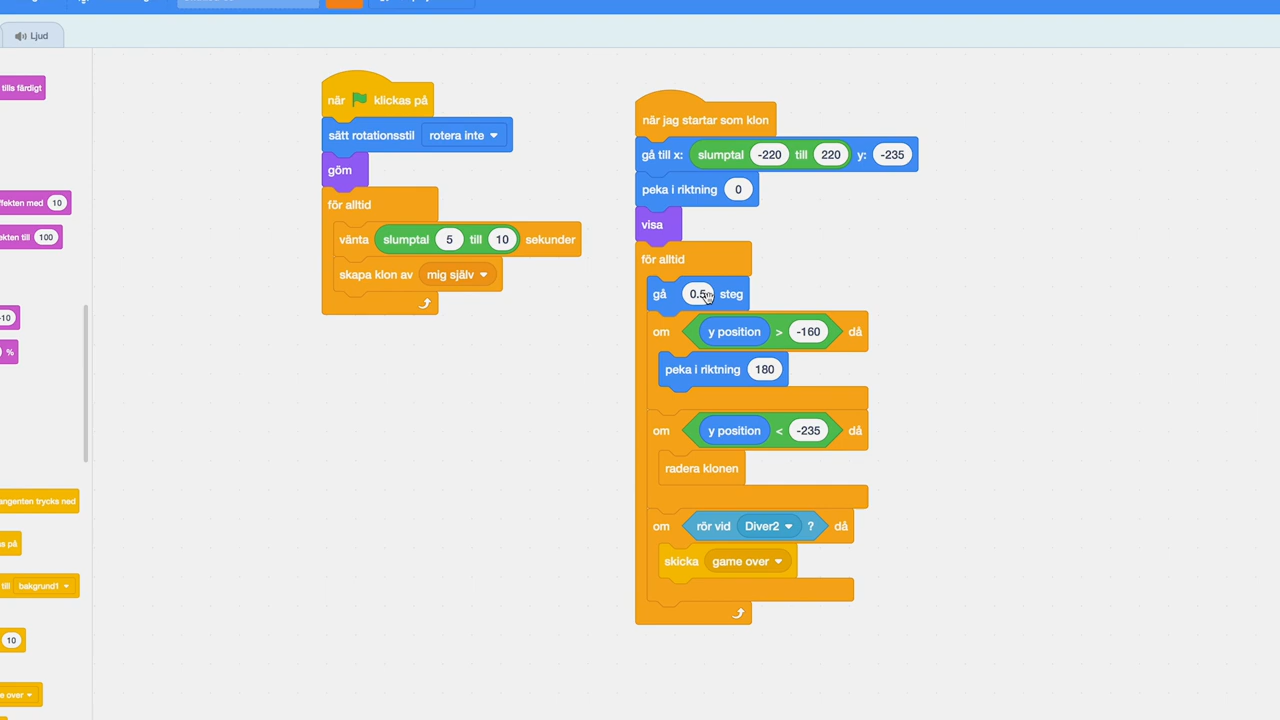 Ljud
tills färdigt
10
100
-10
%
angenten trycks ned
på
till bakgrund1
10
over
när klickas på
sätt rotationsstil rotera inte
göm
för alltid
vänta slumptal 5 till 10 sekunder
skapa klon av mig själv
när jag startar som klon
gå till x: slumptal -220 till 220 y: -235
peka i riktning 0
visa
för alltid
gå 0.5 steg
om y position > -160 då
peka i riktning 180
om y position < -235 då
radera klonen
om rör vid Diver2 ? då
skicka game over